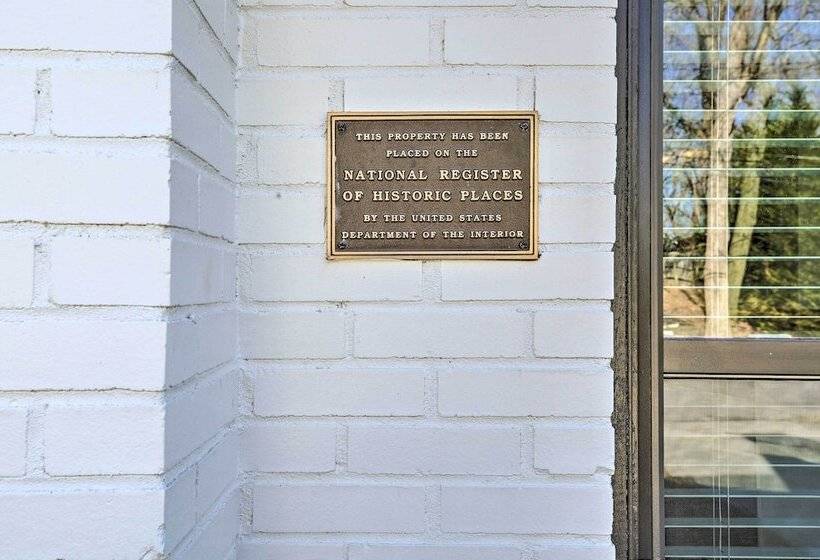 THIS PROPERTY HAS BEEN
PLACED ON THE
NATIONAL REGISTER
OF HISTORIC PLACES
BY THE UNITED STATES
DEPARTMENT OF THE INTERIOR